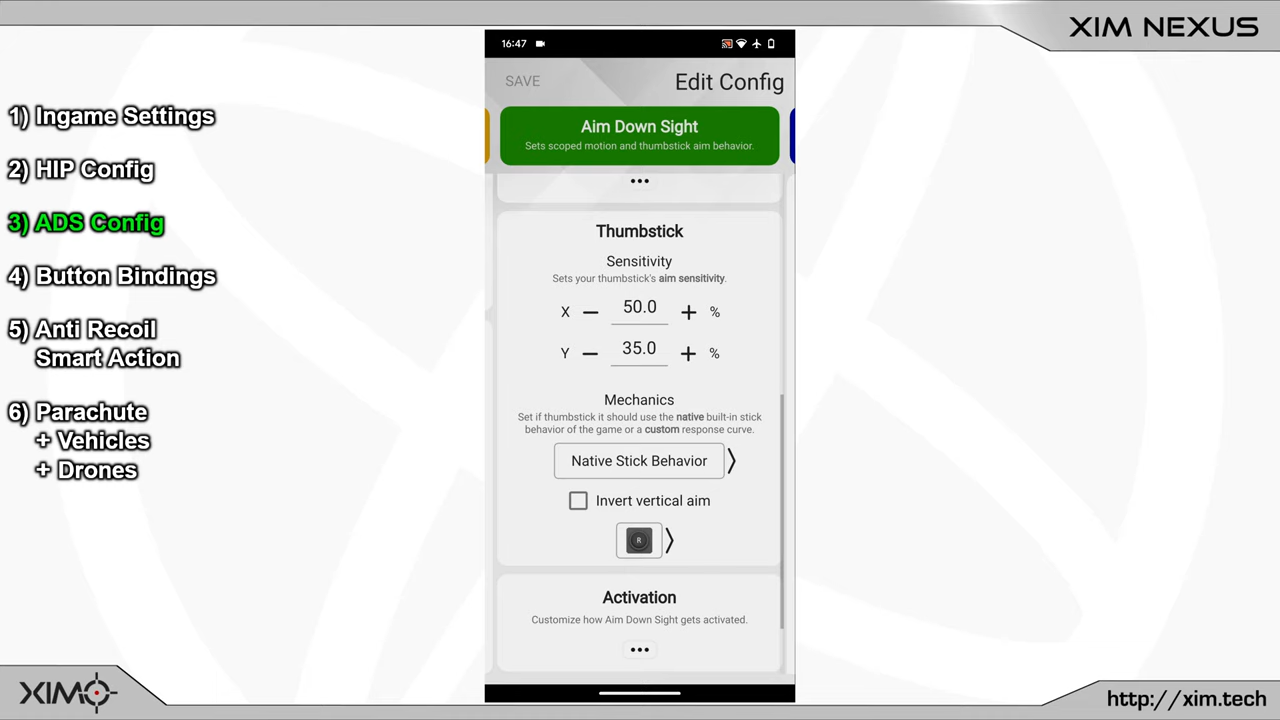 XIM NEXUS
1) Ingame Settings
2) HIP Config
3) ADS Config
4) Button Bindings
5) Anti Recoil
Smart Action
6) Parachute
+ Vehicles
+ Drones
16:47
SAVE
Edit Config
Aim Down Sight
Sets scoped motion and thumbstick aim behavior.
•••
Thumbstick
Sensitivity
Sets your thumbstick's aim sensitivity.
X − 50.0 + %
Y − 35.0 + %
Mechanics
Set if thumbstick it should use the native built-in stick
behavior of the game or a custom response curve.
Native Stick Behavior
Invert vertical aim
R
Activation
Customize how Aim Down Sight gets activated.
•••
XIM
http://xim.tech